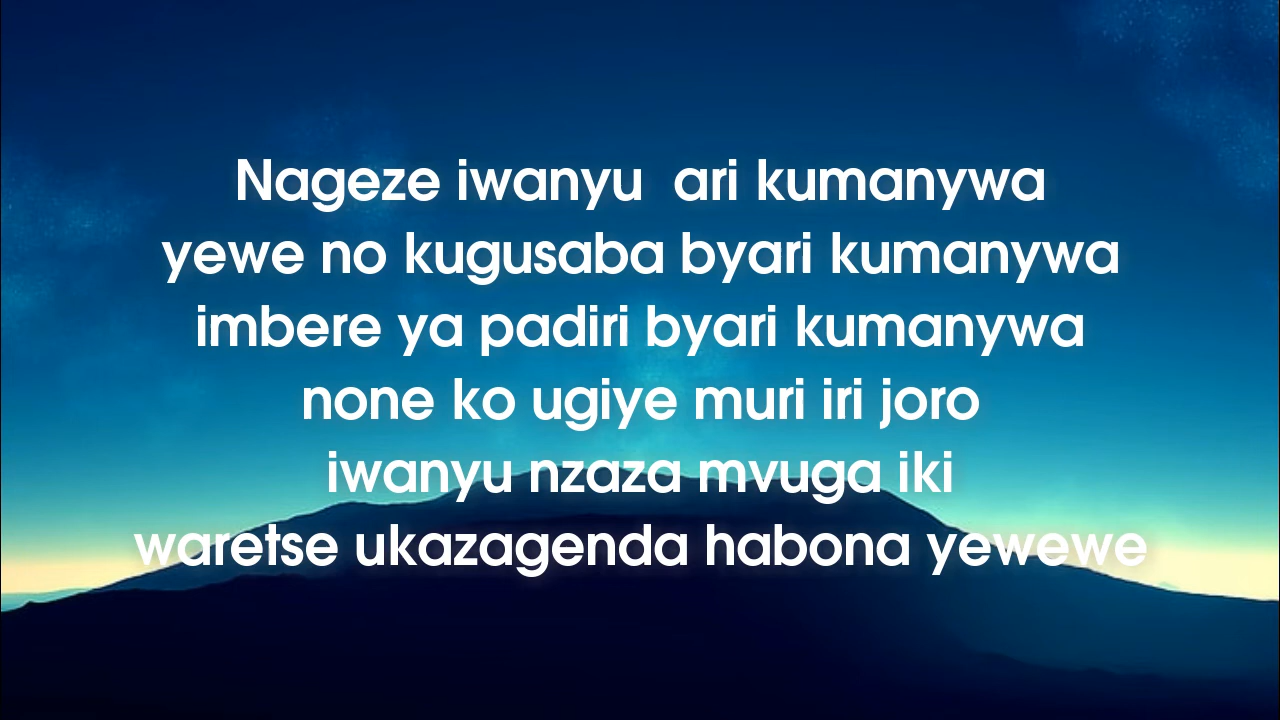 Nageze iwanyu  ari kumanywa
yewe no kugusaba byari kumanywa
imbere ya padiri byari kumanywa
none ko ugiye muri iri joro
iwanyu nzaza mvuga iki
waretse ukazagenda habona yewewe